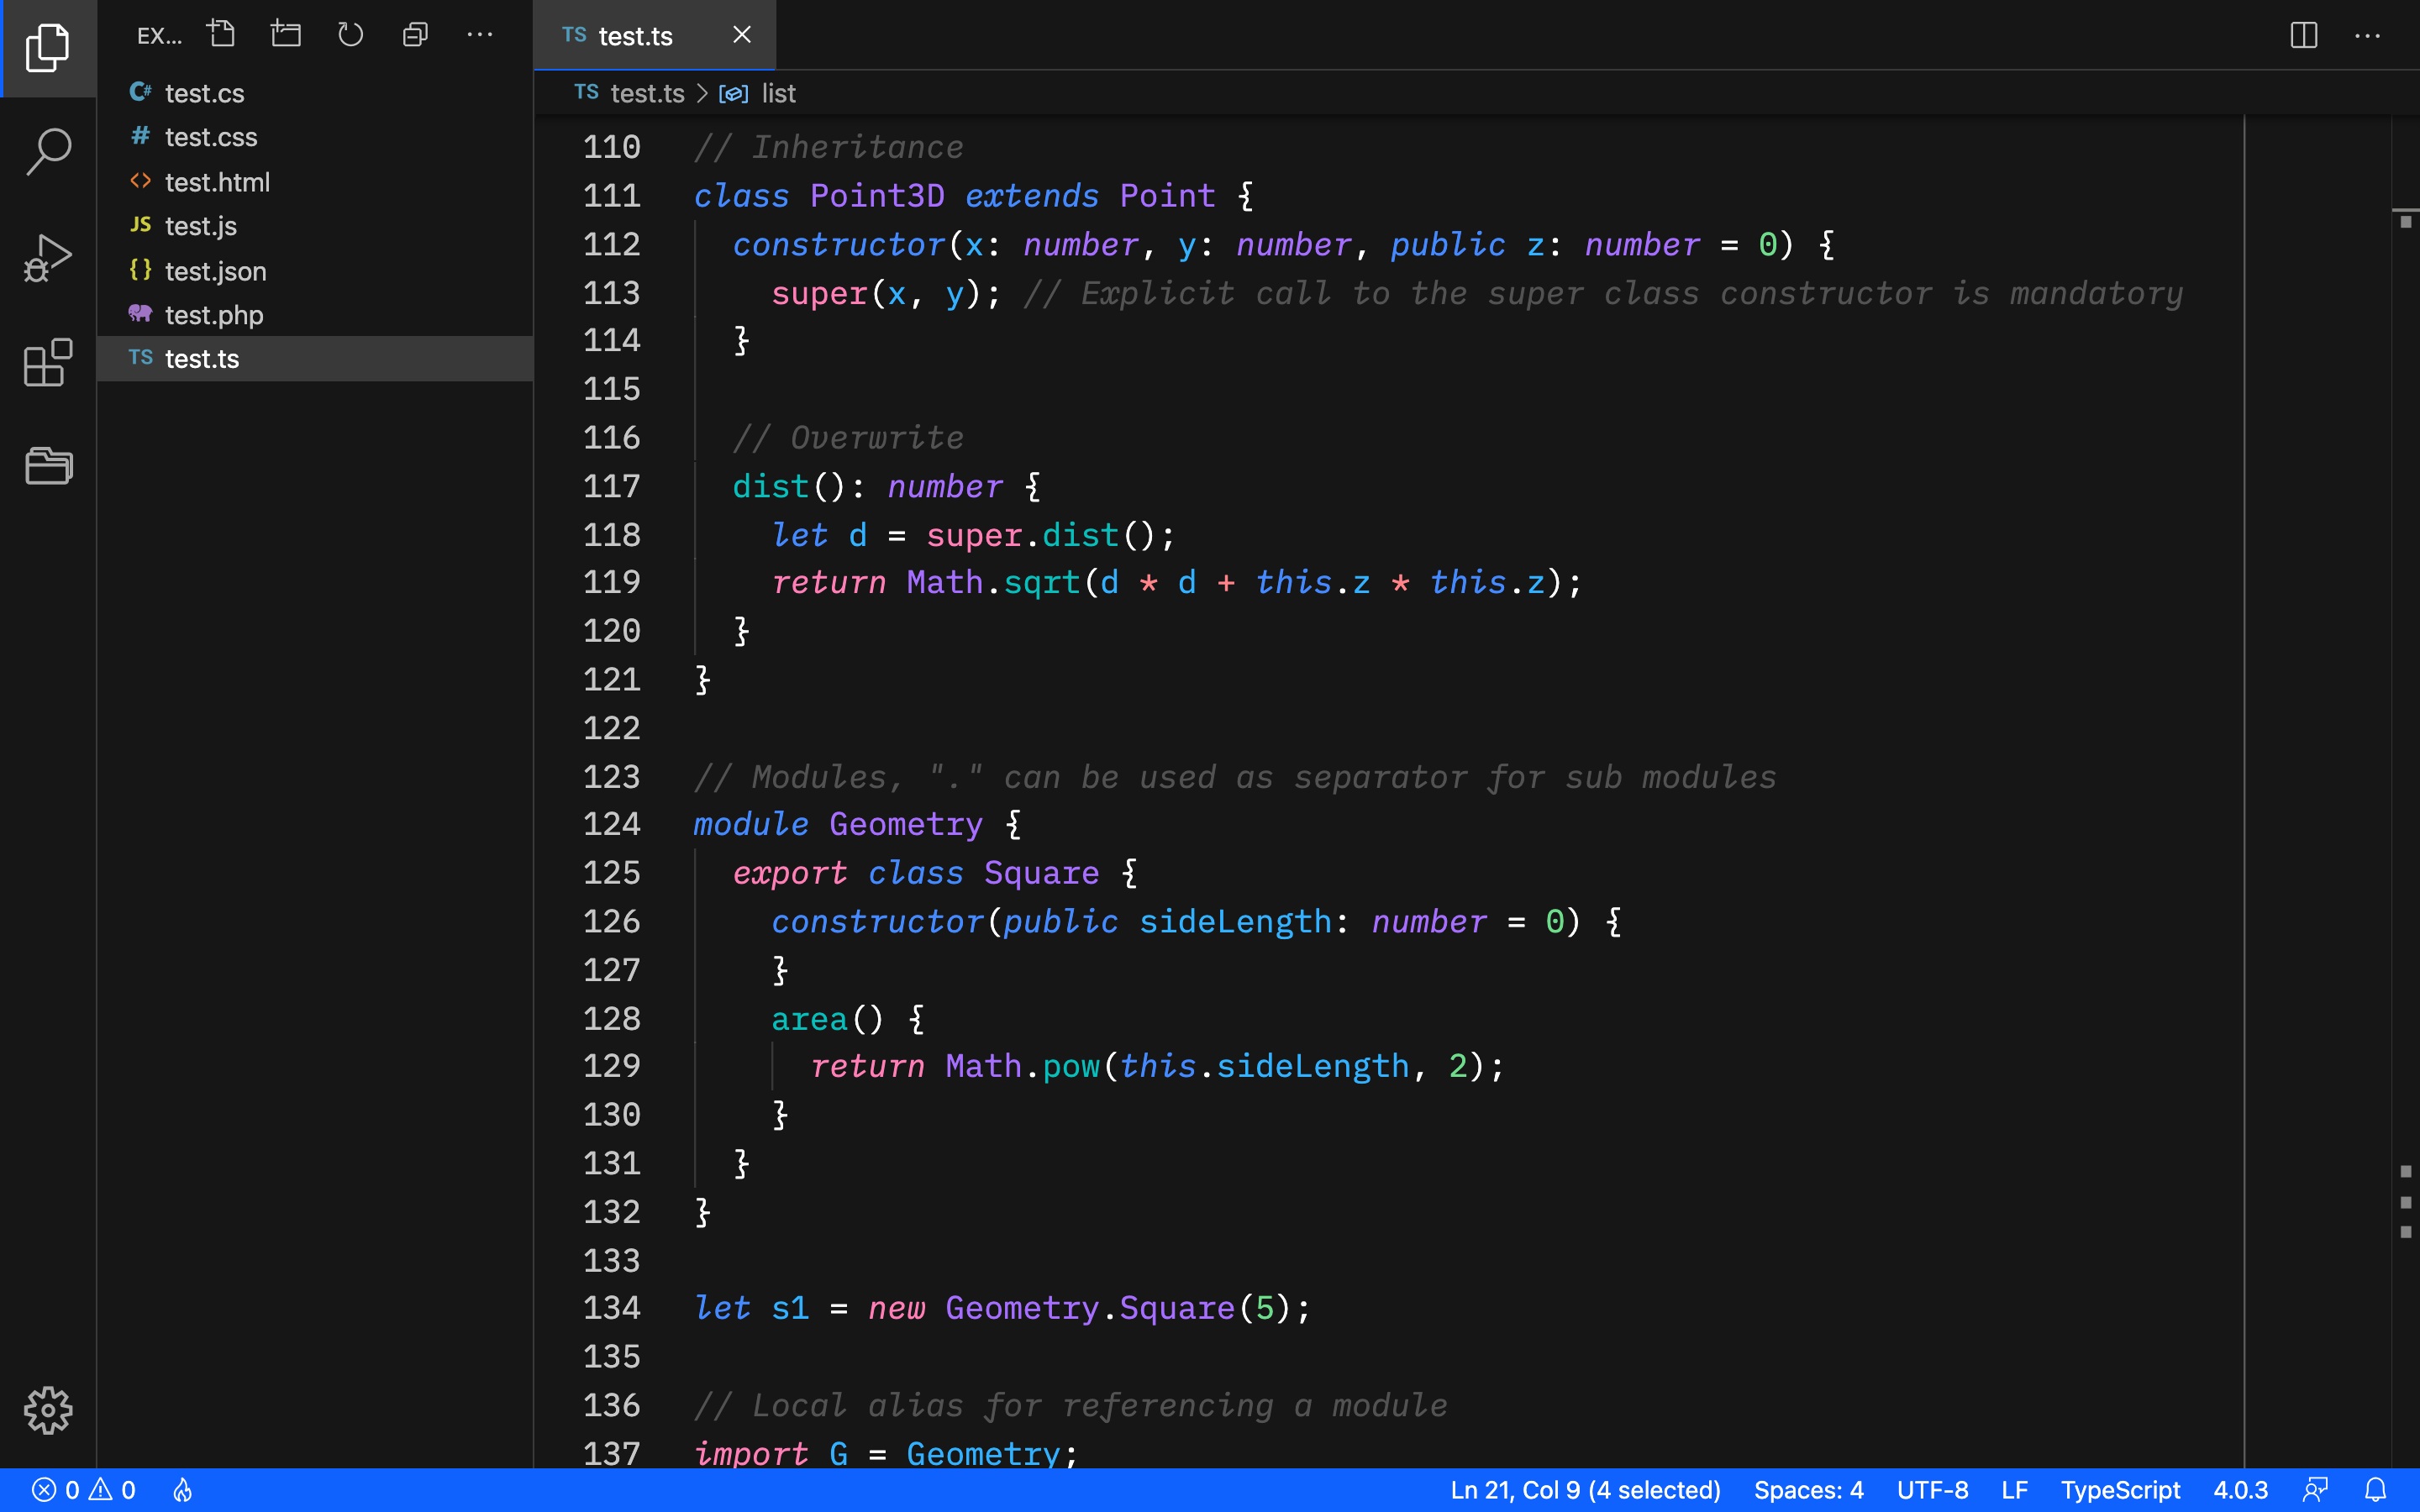 EX...
test.cs
test.css
test.html
JS test.js
test.json
test.php
TS test.ts
TS test.ts
TS test.ts > list
110 // Inheritance
111 class Point3D extends Point {
112 constructor(x: number, y: number, public z: number = 0) {
113 super(x, y); // Explicit call to the super class constructor is mandatory
114 }
115
116 // Overwrite
117 dist(): number {
118 let d = super.dist();
119 return Math.sqrt(d * d + this.z * this.z);
120 }
121 }
122
123 // Modules, "." can be used as separator for sub modules
124 module Geometry {
125 export class Square {
126 constructor(public sideLength: number = 0) {
127 }
128 area() {
129 return Math.pow(this.sideLength, 2);
130 }
131 }
132 }
133
134 let s1 = new Geometry.Square(5);
135
136 // Local alias for referencing a module
137 import G = Geometry;
0 0 Ln 21, Col 9 (4 selected) Spaces: 4 UTF-8 LF TypeScript 4.0.3